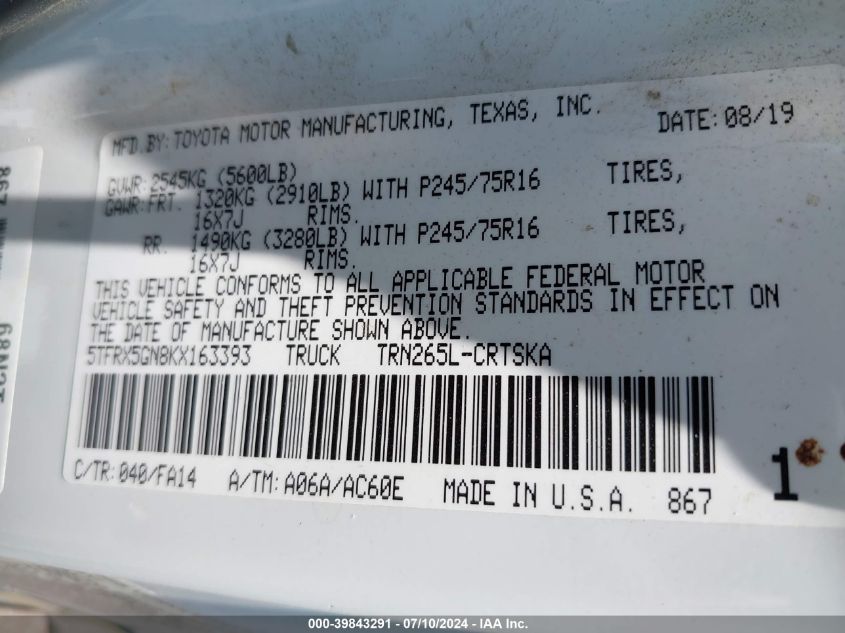 MFD. BY: TOYOTA MOTOR MANUFACTURING, TEXAS, INC. DATE: 08/19
GVWR: 2545KG (5600LB)
GAWR: FRT. 1320KG (2910LB) WITH P245/75R16 TIRES,
16X7J RIMS.
RR. 1490KG (3280LB) WITH P245/75R16 TIRES,
16X7J RIMS.
THIS VEHICLE CONFORMS TO ALL APPLICABLE FEDERAL MOTOR
VEHICLE SAFETY AND THEFT PREVENTION STANDARDS IN EFFECT ON
THE DATE OF MANUFACTURE SHOWN ABOVE.
5TFRX5GN8KX163393 TRUCK TRN265L-CRTSKA
C/TR: 040/FA14 A/TM: A06A/AC60E MADE IN U.S.A. 867
1
867
000-39843291 - 07/10/2024 - IAA Inc.